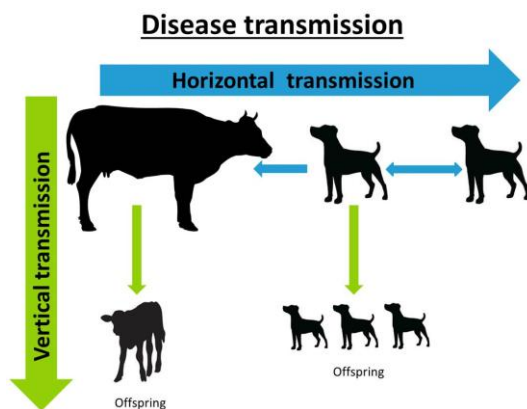 Disease transmission
Horizontal transmission
Vertical transmission
Offspring
Offspring